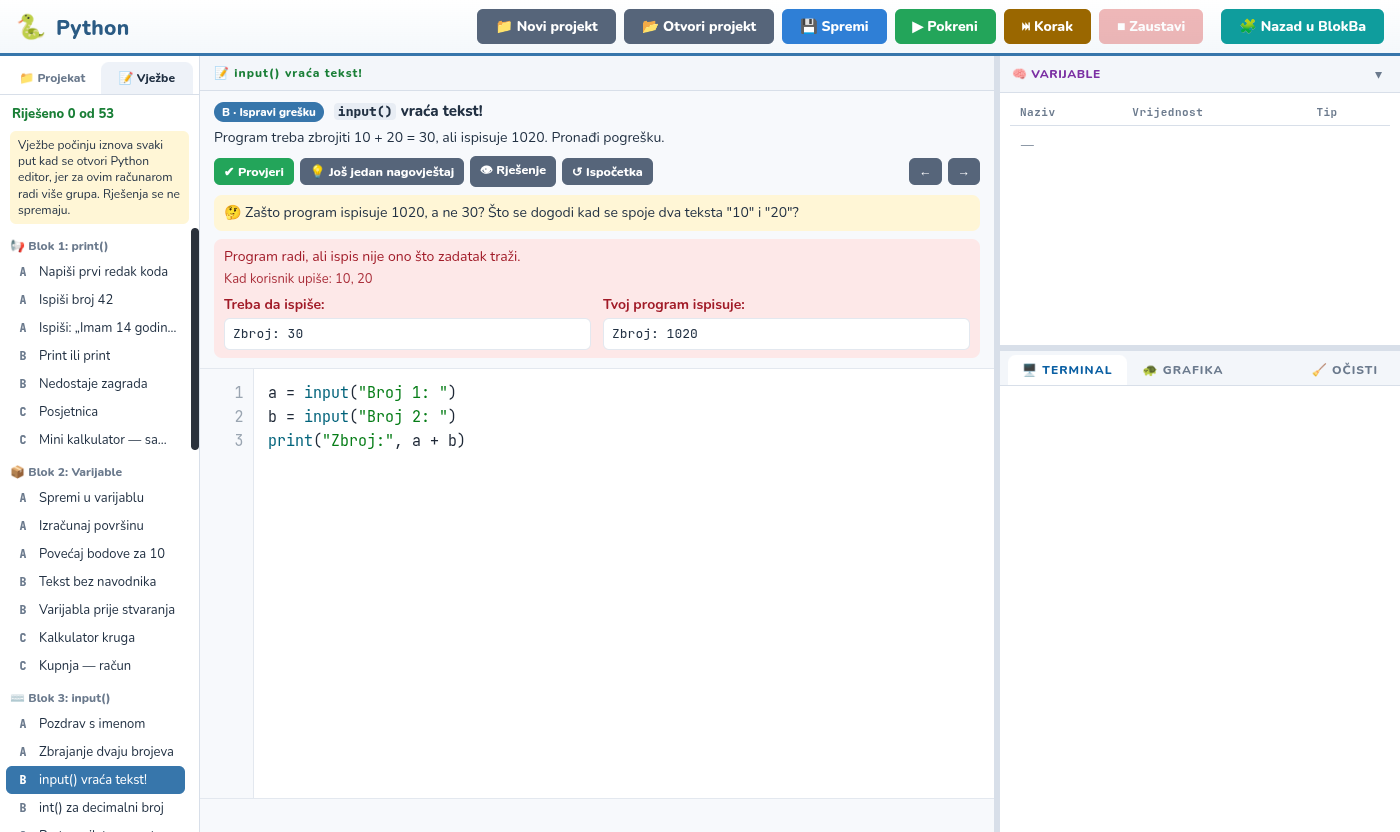 🐍 Python
📁 Novi projekt
📂 Otvori projekt
💾 Spremi
▶ Pokreni
⏭ Korak
■ Zaustavi
🧩 Nazad u BlokBa
📁 Projekat
📝 Vježbe
Riješeno 0 od 53
Vježbe počinju iznova svaki
put kad se otvori Python
editor, jer za ovim računarom
radi više grupa. Rješenja se ne
spremaju.
Blok 1: print()
A Napiši prvi redak koda
A Ispiši broj 42
A Ispiši: „Imam 14 godin...
B Print ili print
B Nedostaje zagrada
C Posjetnica
C Mini kalkulator — sa...
📦 Blok 2: Varijable
A Spremi u varijablu
A Izračunaj površinu
A Povećaj bodove za 10
B Tekst bez navodnika
B Varijabla prije stvaranja
C Kalkulator kruga
C Kupnja — račun
⌨️ Blok 3: input()
A Pozdrav s imenom
A Zbrajanje dvaju brojeva
B input() vraća tekst!
B int() za decimalni broj
📝 input() vraća tekst!
B · Ispravi grešku
input() vraća tekst!
Program treba zbrojiti 10 + 20 = 30, ali ispisuje 1020. Pronađi pogrešku.
✔ Provjeri
💡 Još jedan nagovještaj
👁 Rješenje
↺ Ispočetka
←
→
🤔 Zašto program ispisuje 1020, a ne 30? Što se dogodi kad se spoje dva teksta "10" i "20"?
Program radi, ali ispis nije ono što zadatak traži.
Kad korisnik upiše: 10, 20
Treba da ispiše:
Tvoj program ispisuje:
Zbroj: 30
Zbroj: 1020
1 a = input("Broj 1: ")
2 b = input("Broj 2: ")
3 print("Zbroj:", a + b)
🧠 VARIJABLE ▼
Naziv Vrijednost Tip
—
🖥️ TERMINAL
🐢 GRAFIKA
🧹 OČISTI